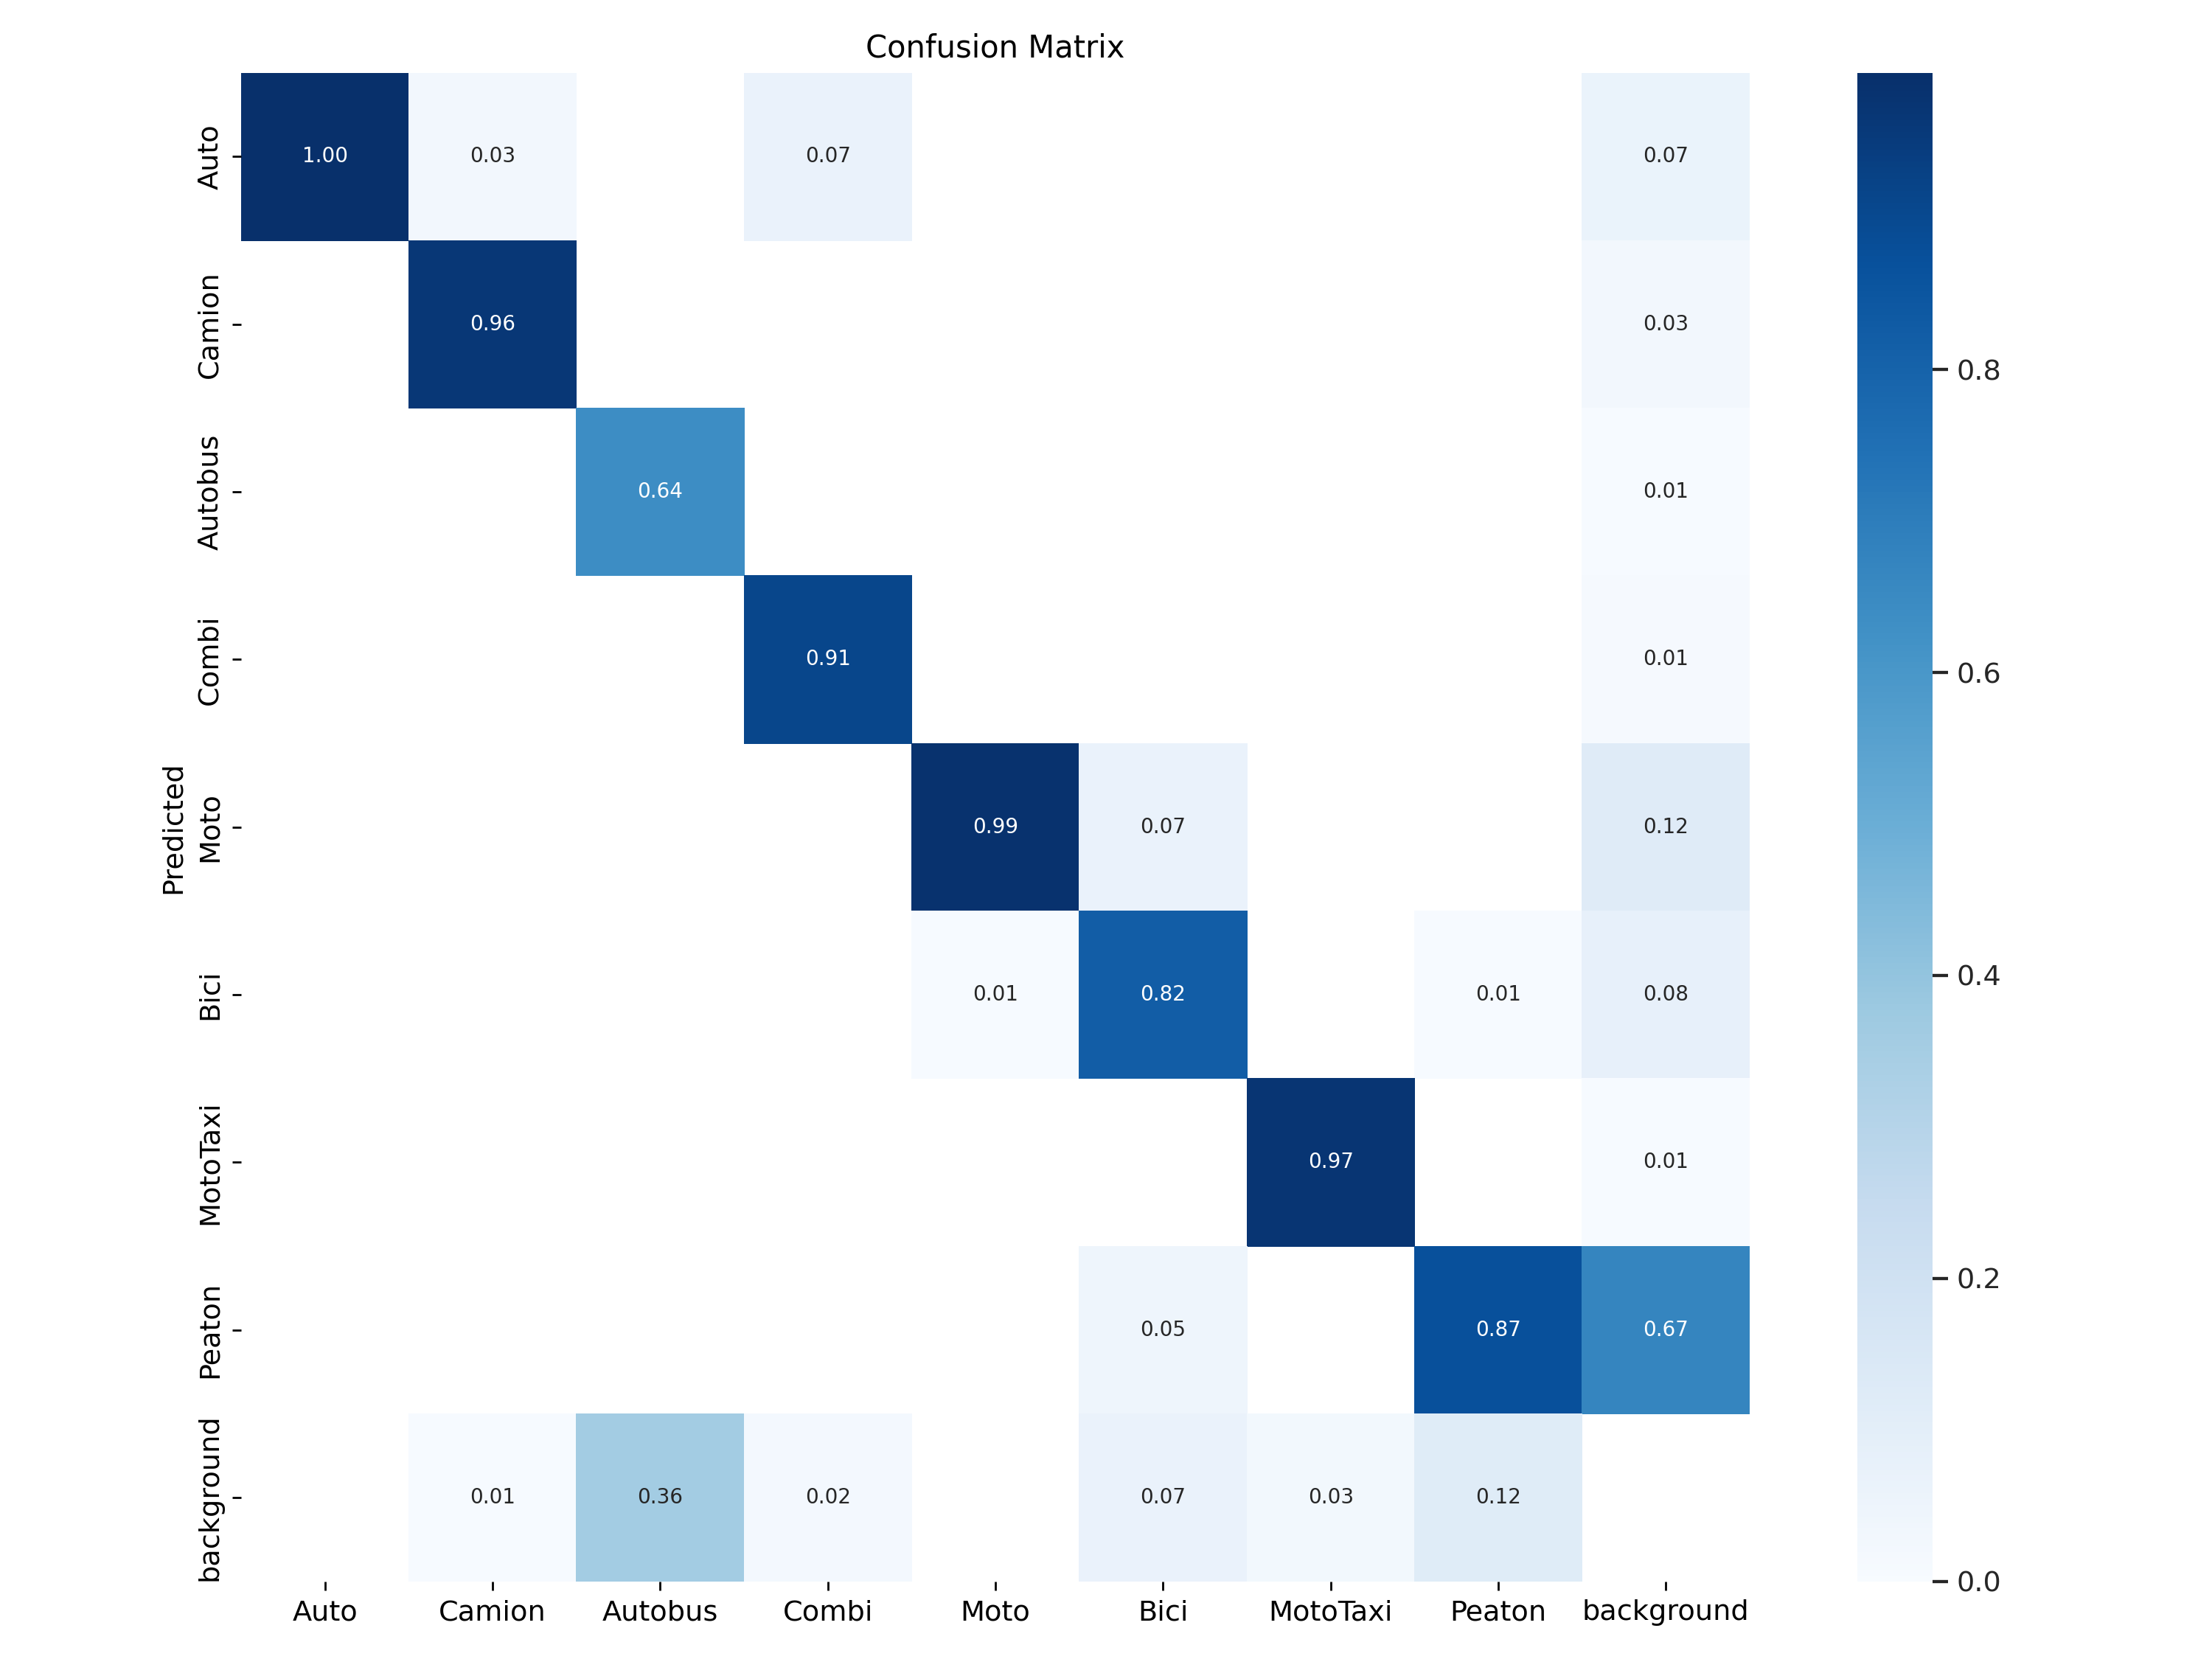 Confusion Matrix
Predicted
Auto 1.00 0.03 0.07 0.07
Camion 0.96 0.03
Autobus 0.64 0.01
Combi 0.91 0.01
Moto 0.99 0.07 0.12
Bici 0.01 0.82 0.01 0.08
MotoTaxi 0.97 0.01
Peaton 0.05 0.87 0.67
background 0.01 0.36 0.02 0.07 0.03 0.12
Auto Camion Autobus Combi Moto Bici MotoTaxi Peaton background
0.8
0.6
0.4
0.2
0.0